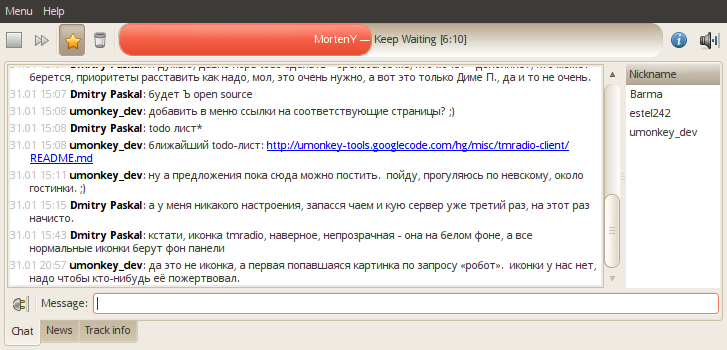 Menu Help
MortenY — Keep Waiting [6:10]
Nickname
Barma
estel242
umonkey_dev
берется, приоритеты расставить как надо, мол, это очень нужно, а вот это только Диме П., да и то не очень.
31.01 15:07 Dmitry Paskal: будет Ъ open source
31.01 15:08 umonkey_dev: добавить в меню ссылки на соответствующие страницы? ;)
31.01 15:08 Dmitry Paskal: todo лист*
31.01 15:08 umonkey_dev: ближайший todo-лист: http://umonkey-tools.googlecode.com/hg/misc/tmradio-client/
README.md
31.01 15:11 umonkey_dev: ну а предложения пока сюда можно постить. пойду, прогуляюсь по невскому, около
гостинки. ;)
31.01 15:15 Dmitry Paskal: а у меня никакого настроения, запасся чаем и кую сервер уже третий раз, на этот раз
начисто.
31.01 15:43 Dmitry Paskal: кстати, иконка tmradio, наверное, непрозрачная - она на белом фоне, а все
нормальные иконки берут фон панели
31.01 20:57 umonkey_dev: да это не иконка, а первая попавшаяся картинка по запросу «робот». иконки у нас нет,
надо чтобы кто-нибудь её пожертвовал.
Message:
Chat News Track info